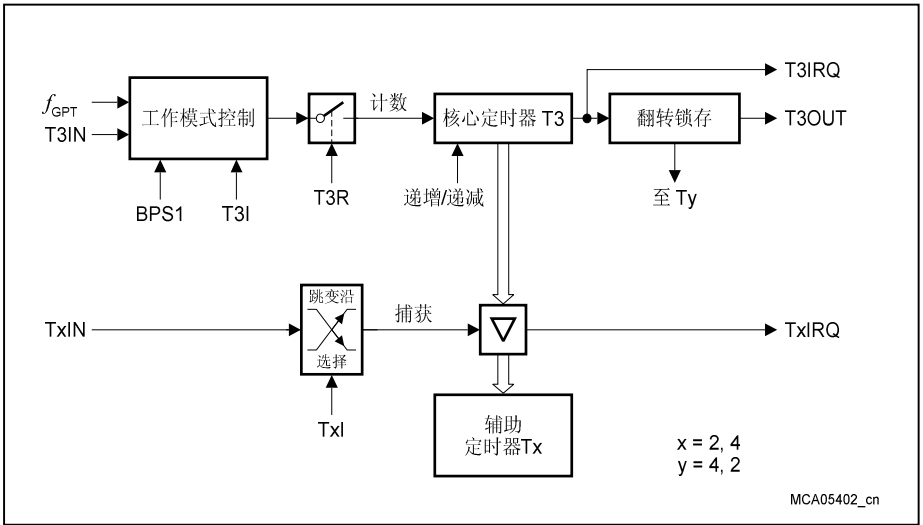 T3IRQ
fGPT
T3IN
工作模式控制
计数
核心定时器 T3
翻转锁存
T3OUT
BPS1
T3I
T3R
递增/递减
至 Ty
TxIN
跳变沿
选择
捕获
TxIRQ
TxI
辅助
定时器Tx
x = 2, 4
y = 4, 2
MCA05402_cn